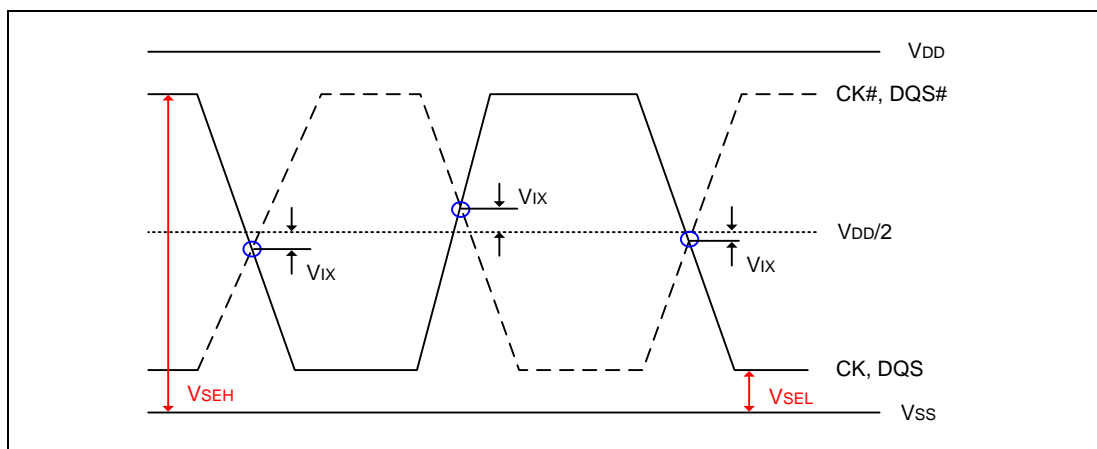 VDD
CK#, DQS#
VIX
VDD/2
VIX
VIX
CK, DQS
VSEH
VSEL
VSS